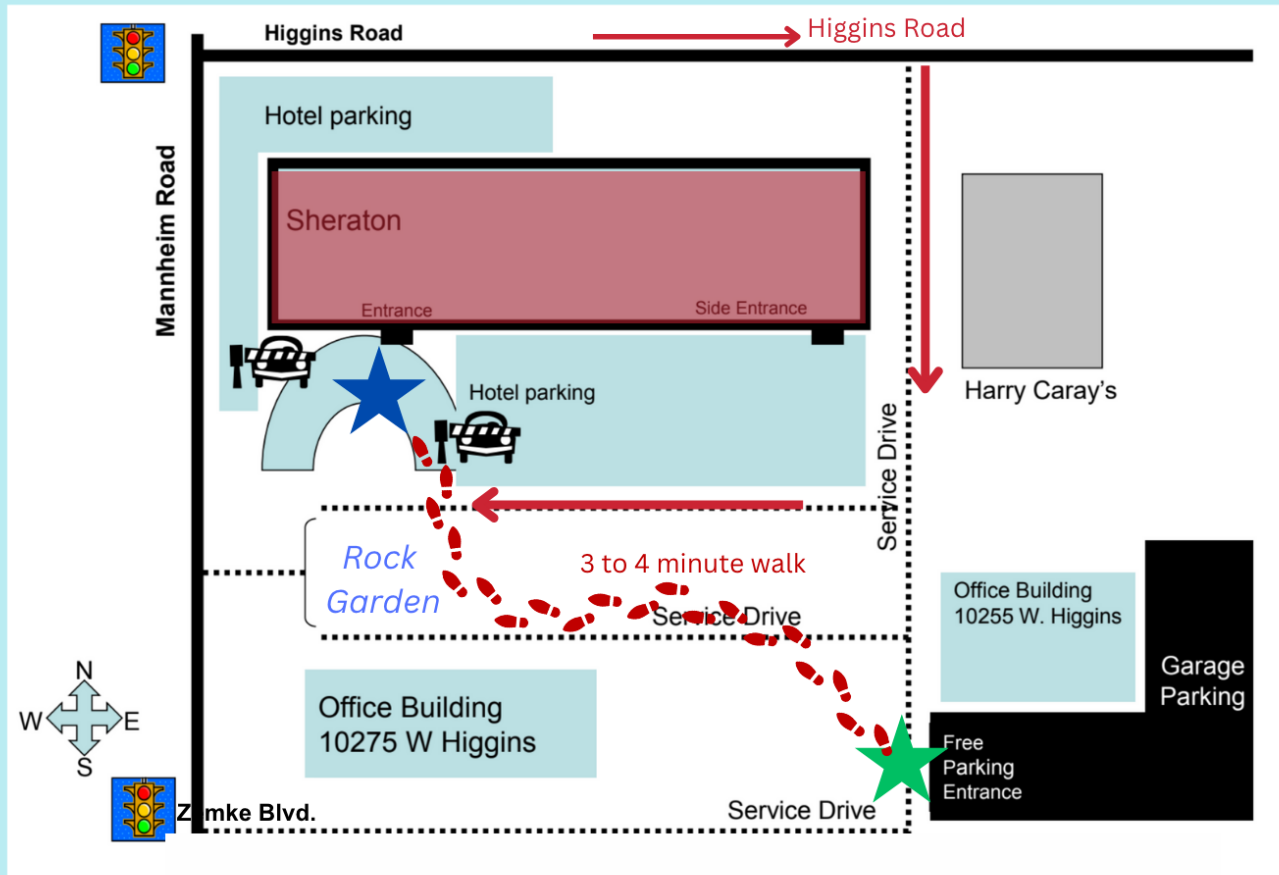 Higgins Road
Higgins Road
Hotel parking
Mannheim Road
Sheraton
Entrance
Side Entrance
Harry Caray's
Hotel parking
Service Drive
Rock
Garden
3 to 4 minute walk
Service Drive
Office Building
10255 W. Higgins
Garage
Parking
N
W
E
S
Office Building
10275 W Higgins
Free
Parking
Entrance
Zemke Blvd.
Service Drive